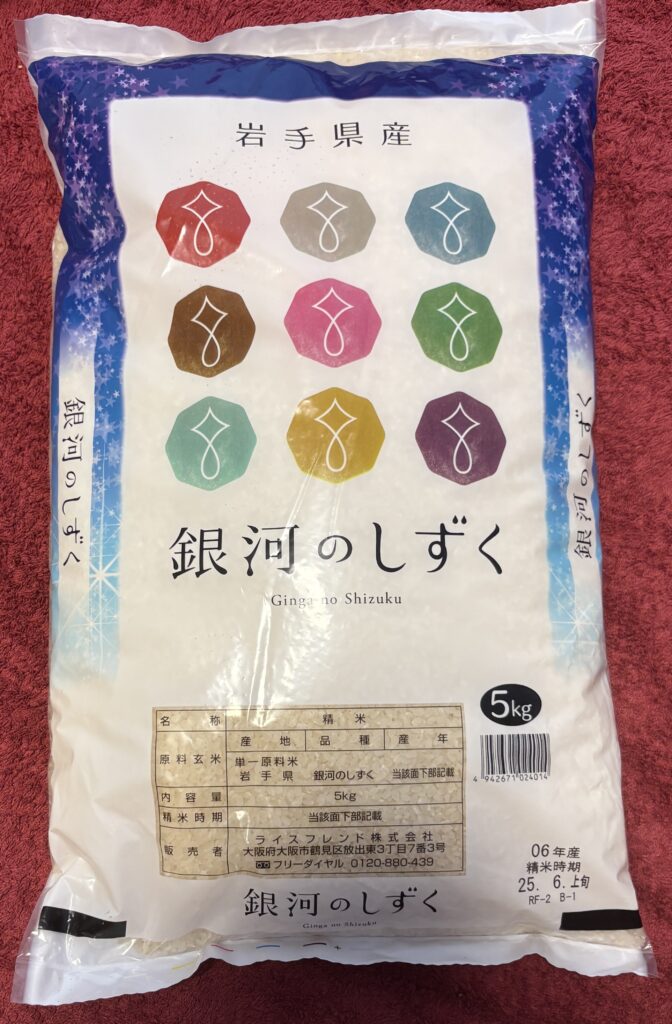 岩手県産
銀河のしずく
銀河のしずく
銀河のしずく
Ginga no Shizuku
5kg
4 942671 024014
名称 精米
原料玄米 産地 品種 産年
単一原料米
岩手県 銀河のしずく 当該面下部記載
内容量 5kg
精米時期 当該面下部記載
販売者 ライスフレンド株式会社
大阪府大阪市鶴見区放出東3丁目7番3号
フリーダイヤル 0120-880-439
06年産
精米時期
25. 6.上旬
RF-2 B-1
銀河のしずく
Ginga no Shizuku